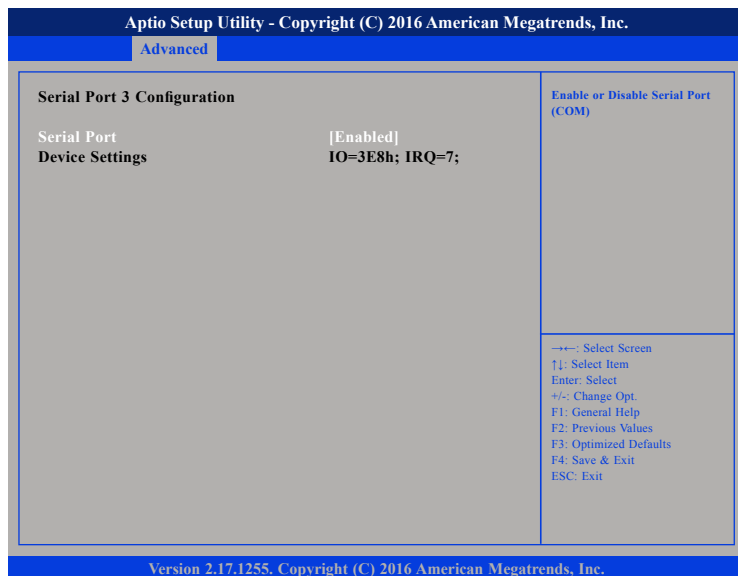 Aptio Setup Utility - Copyright (C) 2016 American Megatrends, Inc.
Advanced
Serial Port 3 Configuration
Serial Port [Enabled]
Device Settings IO=3E8h; IRQ=7;
Enable or Disable Serial Port
(COM)
→←: Select Screen
↑↓: Select Item
Enter: Select
+/-: Change Opt.
F1: General Help
F2: Previous Values
F3: Optimized Defaults
F4: Save & Exit
ESC: Exit
Version 2.17.1255. Copyright (C) 2016 American Megatrends, Inc.